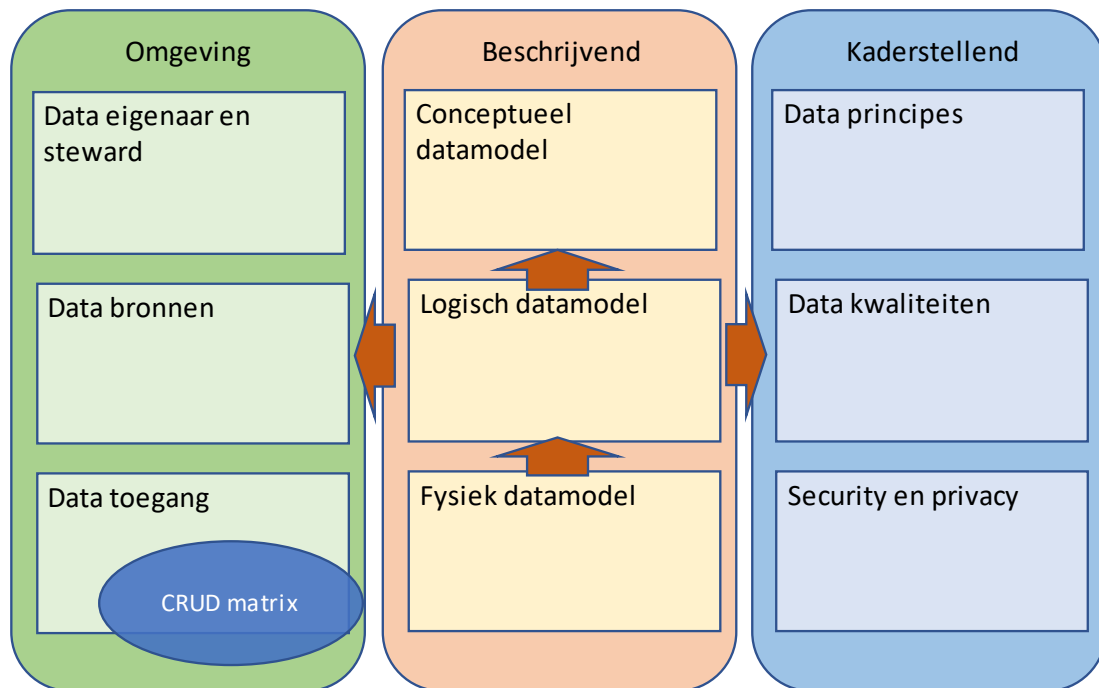 Omgeving
Data eigenaar en
steward
Data bronnen
Data toegang
CRUD matrix
Beschrijvend
Conceptueel
datamodel
Logisch datamodel
Fysiek datamodel
Kaderstellend
Data principes
Data kwaliteiten
Security en privacy